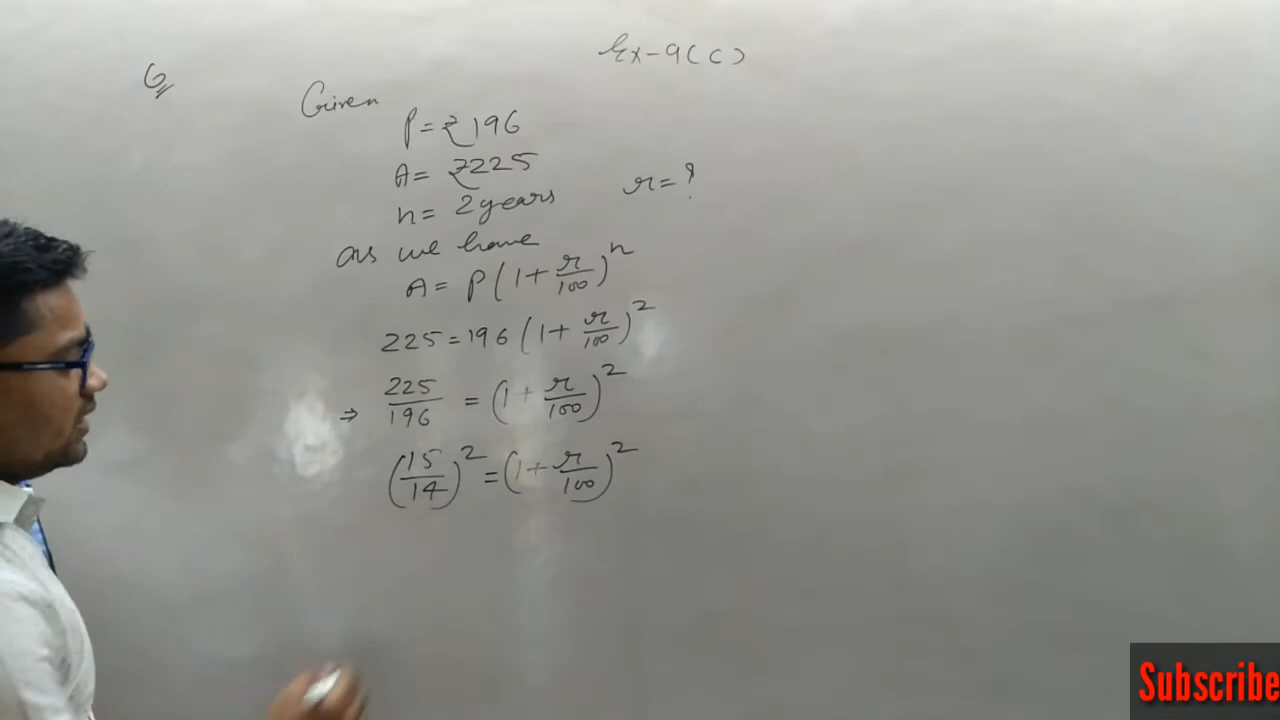 Ex-9(C)
6
Given
P = ₹196
A = ₹225
n = 2 years r = ?
as we have
A = P(1 + r/100)^n
225 = 196(1 + r/100)^2
⇒ 225/196 = (1 + r/100)^2
(15/14)^2 = (1 + r/100)^2
Subscribe